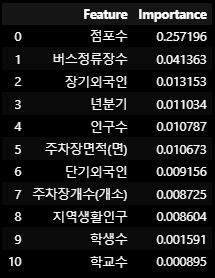 Feature Importance
0 점포수 0.257196
1 버스정류장수 0.041363
2 장기외국인 0.013153
3 년분기 0.011034
4 인구수 0.010787
5 주차장면적(면) 0.010673
6 단기외국인 0.009156
7 주차장개수(개소) 0.008725
8 지역생활인구 0.008604
9 학생수 0.001591
10 학교수 0.000895